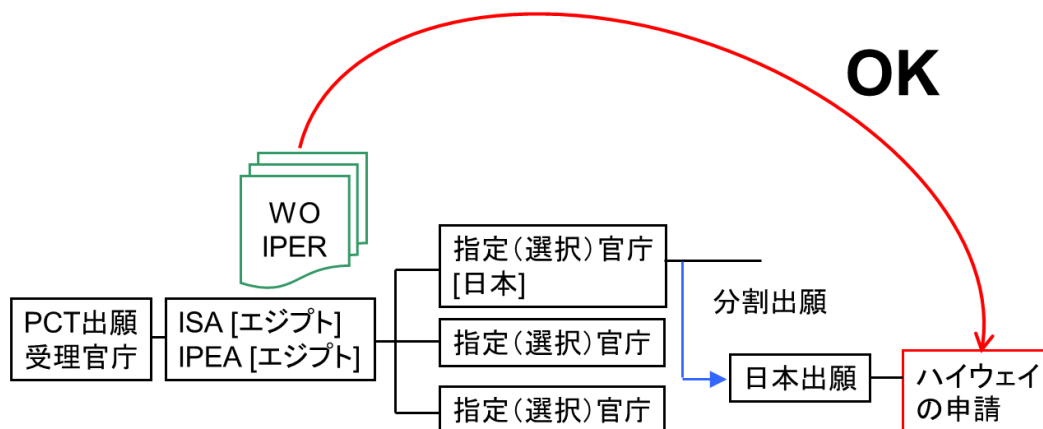 OK
WO
IPER
指定（選択）官庁
[日本]
分割出願
PCT出願
受理官庁
ISA [エジプト]
IPEA [エジプト]
指定（選択）官庁
日本出願
ハイウェイ
の申請
指定（選択）官庁